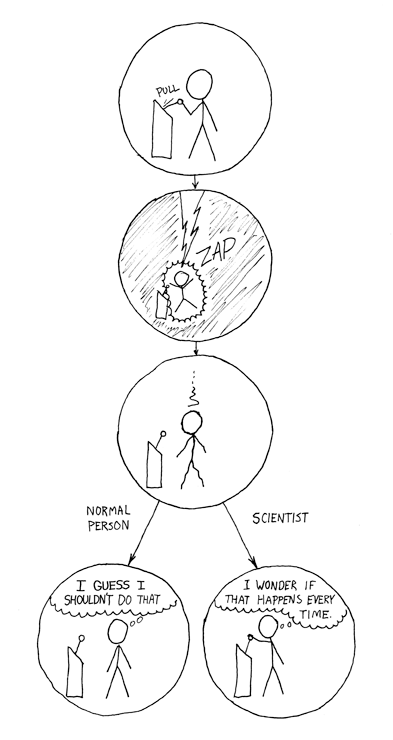 PULL
ZAP
NORMAL
PERSON
SCIENTIST
I GUESS I
SHOULDN'T DO THAT
I WONDER IF
THAT HAPPENS EVERY
TIME.